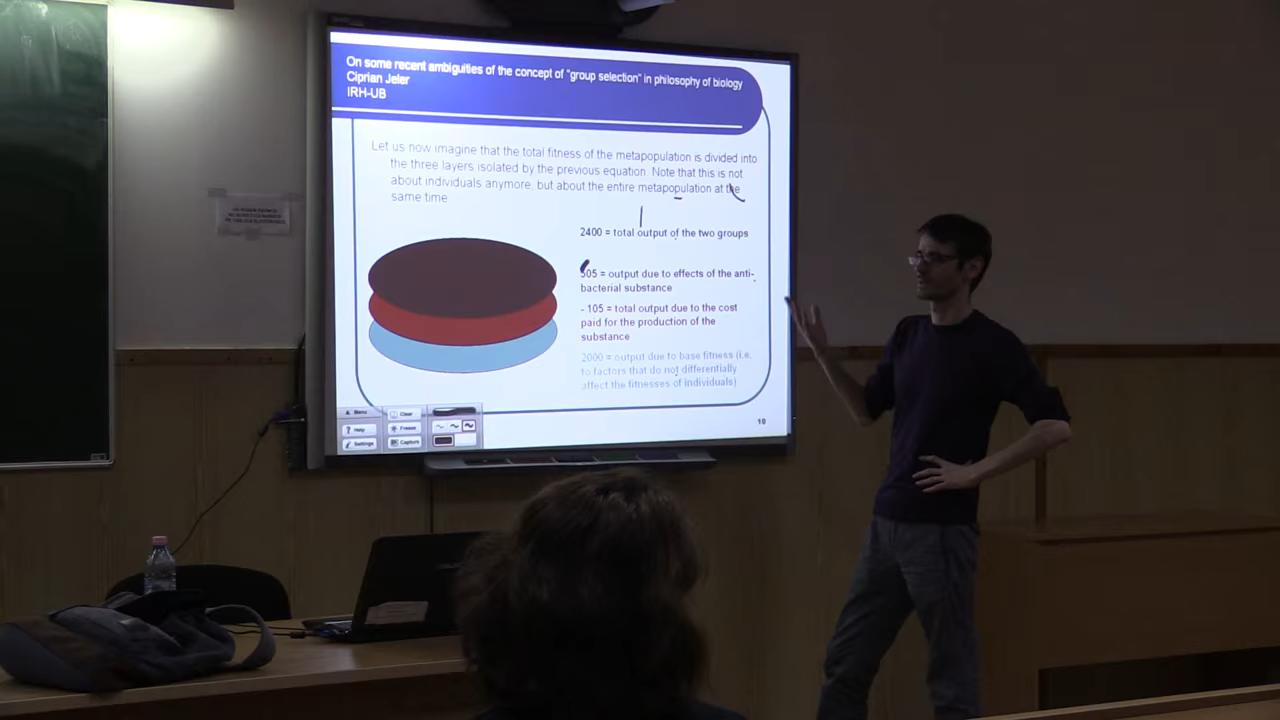 On some recent ambiguities of the concept of "group selection" in philosophy of biology
Ciprian Jeler
IRH-UB
Let us now imagine that the total fitness of the metapopulation is divided into
the three layers isolated by the previous equation. Note that this is not
about individuals anymore, but about the entire metapopulation at the
same time
2400 = total output of the two groups
505 = output due to effects of the anti-
bacterial substance
- 105 = total output due to the cost
paid for the production of the
substance
2000 = output due to base fitness (i.e.
to factors that do not differentially
affect the fitnesses of individuals)
10
Menu
Help
Settings
Clear
Freeze
Capture